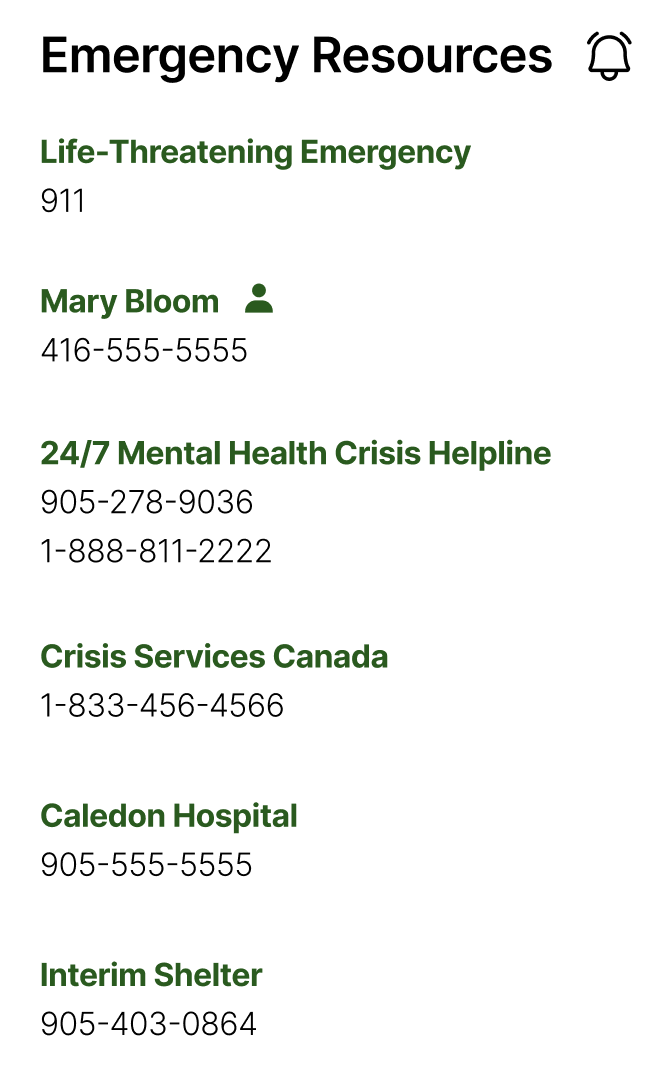 Emergency Resources
Life-Threatening Emergency
911
Mary Bloom
416-555-5555
24/7 Mental Health Crisis Helpline
905-278-9036
1-888-811-2222
Crisis Services Canada
1-833-456-4566
Caledon Hospital
905-555-5555
Interim Shelter
905-403-0864